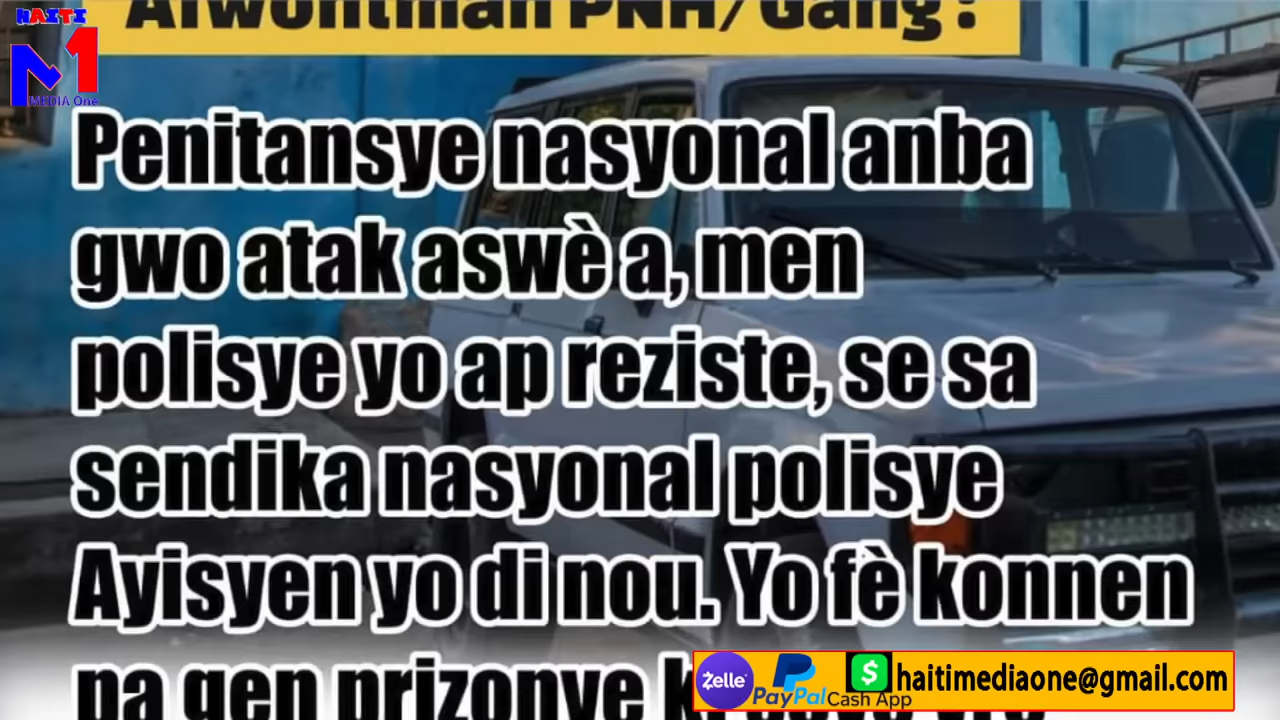 HAITI
MEDIA One
Afwontman PNH/Gang :
Penitansye nasyonal anba
gwo atak aswè a, men
polisye yo ap reziste, se sa
sendika nasyonal polisye
Ayisyen yo di nou. Yo fè konnen
pa gen prizonye
Zelle
PayPal
Cash App
haitimediaone@gmail.com